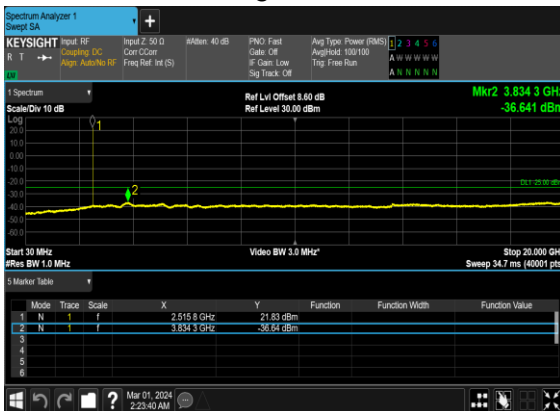 Spectrum Analyzer 1
Swept SA
KEYSIGHT Input: RF Input Z: 50 Ω #Atten: 40 dB PNO: Fast Avg Type: Power (RMS) 1 2 3 4 5 6
R T Coupling: DC Corr CCorr Gate: Off Avg|Hold: 100/100 A W W W W W
Align: Auto/No RF Freq Ref: Int (S) IF Gain: Low Trig: Free Run
LV Sig Track: Off A N N N N N
1 Spectrum Ref Lvl Offset 8.60 dB Mkr2 3.834 3 GHz
Scale/Div 10 dB Ref Level 30.00 dBm -36.641 dBm
Log
20.0 1
10.0
0.00
-10.0
-20.0 DL1 -25.00 dBm
-30.0 2
-40.0
-50.0
-60.0
Start 30 MHz Video BW 3.0 MHz* Stop 20.000 GH
#Res BW 1.0 MHz Sweep 34.7 ms (40001 pts
5 Marker Table
Mode Trace Scale X Y Function Function Width Function Value
1 N 1 f 2.515 8 GHz 21.83 dBm
2 N 1 f 3.834 3 GHz -36.64 dBm
3
4
5
6
? Mar 01, 2024
2:23:40 AM